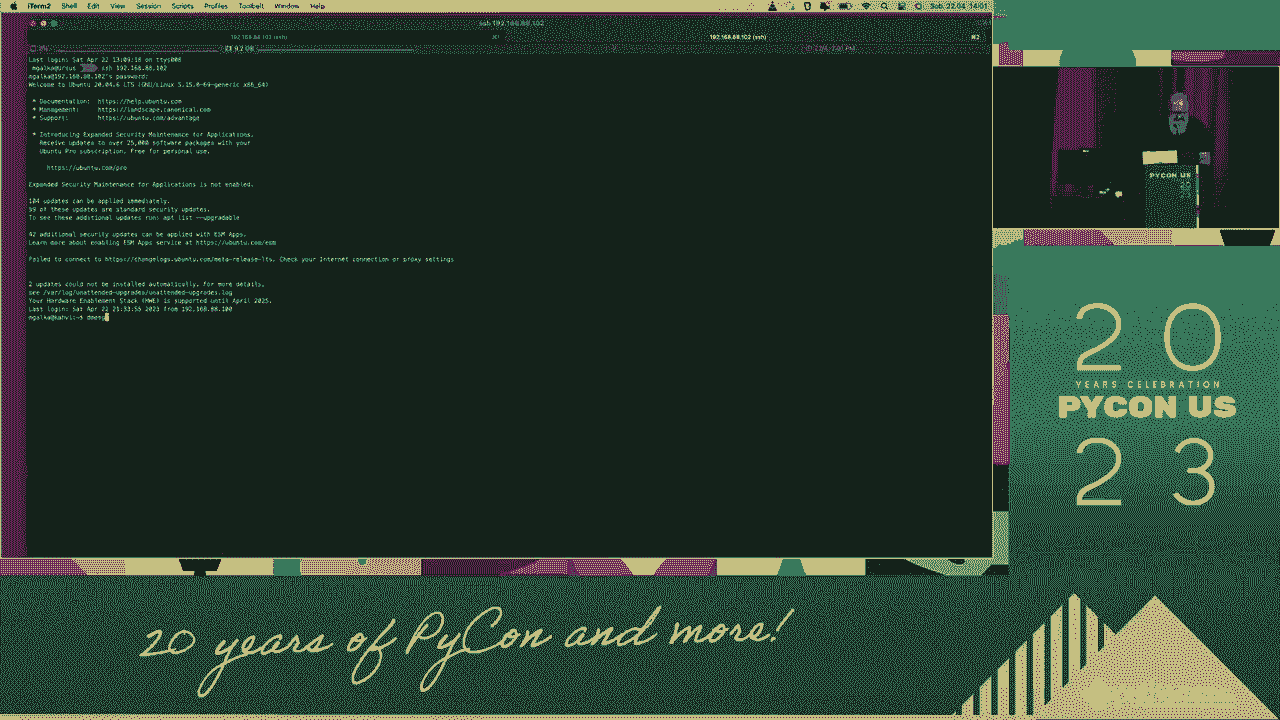 iTerm2 Shell Edit View Session Scripts Profiles Toolbelt Window Help
Sob. 22.04 14:01
ssh 192.168.88.102
192.168.88.102 (ssh)
192.168.88.102 (ssh)
Last login: Sat Apr 22 13:09:18 on ttys008
ssh 192.168.88.102
mgalka@192.168.88.102's password:
Welcome to Ubuntu 20.04.6 LTS (GNU/Linux 5.15.0-69-generic x86_64)
* Documentation: https://help.ubuntu.com
* Management: https://landscape.canonical.com
* Support: https://ubuntu.com/advantage
* Introducing Expanded Security Maintenance for Applications.
Receive updates to over 25,000 software packages with your
Ubuntu Pro subscription. Free for personal use.
https://ubuntu.com/pro
Expanded Security Maintenance for Applications is not enabled.
104 updates can be applied immediately.
59 of these updates are standard security updates.
To see these additional updates run: apt list --upgradable
42 additional security updates can be applied with ESM Apps.
Learn more about enabling ESM Apps service at https://ubuntu.com/esm
Failed to connect to https://changelogs.ubuntu.com/meta-release-lts. Check your Internet connection or proxy settings
2 updates could not be installed automatically. For more details,
see /var/log/unattended-upgrades/unattended-upgrades.log
Your Hardware Enablement Stack (HWE) is supported until April 2025.
Last login: Sat Apr 22 21:33:55 2023 from 192.168.88.100
dmesg
PYCON US
20
YEARS CELEBRATION
PYCON US
23
20 years of PyCon and more!